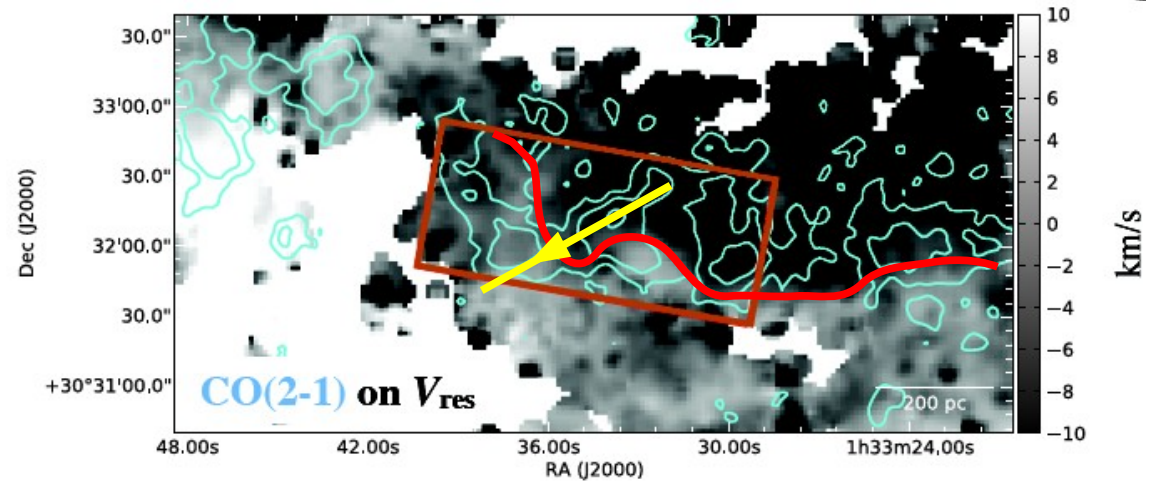 10
8
6
4
2
0
−2
−4
−6
−8
−10
km/s
30,0"
33'00,0"
30,0"
32'00,0"
30,0"
+30°31'00,0"
Dec (J2000)
CO(2-1) on Vres
200 pc
48,00s 42,00s 36,00s 30,00s 1h33m24,00s
RA (J2000)